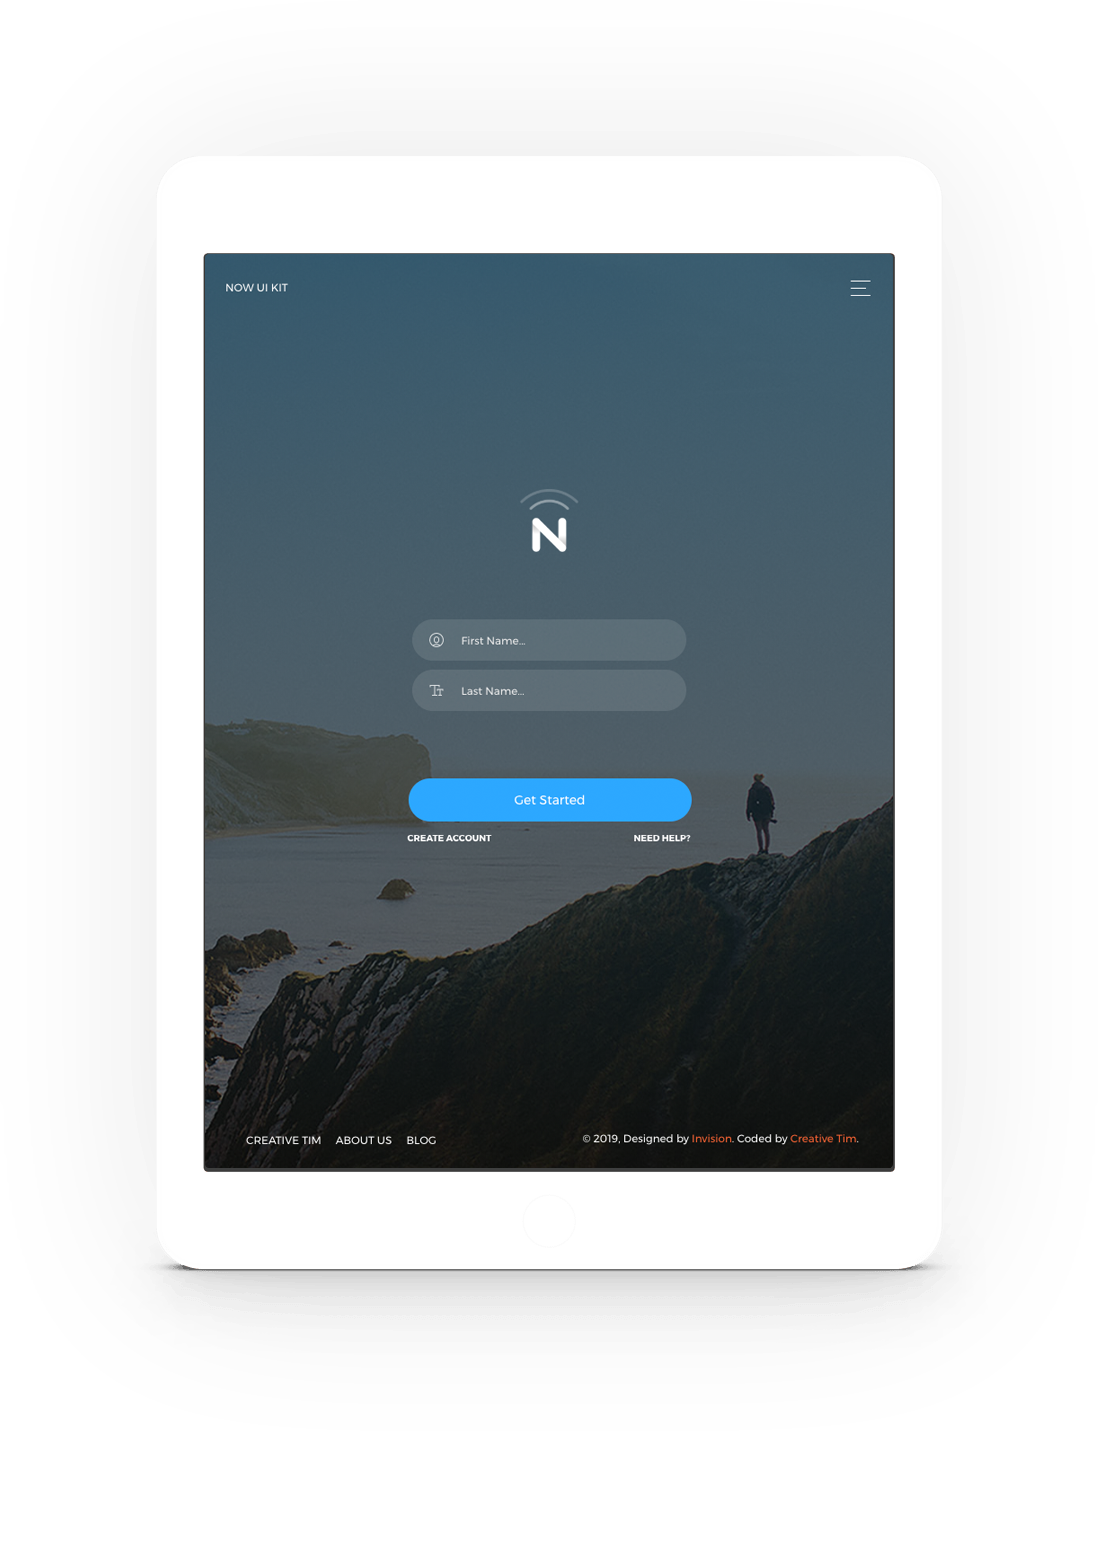 NOW UI KIT
N
First Name...
Last Name...
Get Started
CREATE ACCOUNT NEED HELP?
CREATIVE TIM ABOUT US BLOG © 2019, Designed by Invision. Coded by Creative Tim.